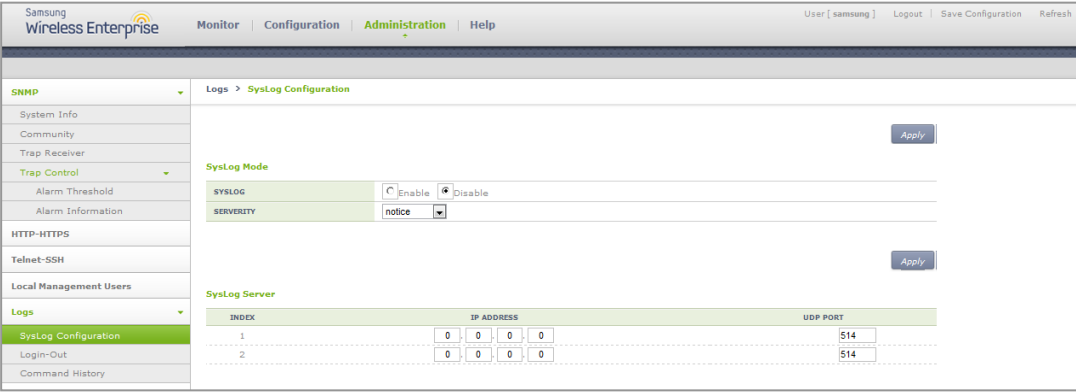 Samsung
Wireless Enterprise
Monitor | Configuration | Administration | Help
+
User [ samsung ] Logout | Save Configuration Refresh
SNMP
System Info
Community
Trap Receiver
Trap Control
Alarm Threshold
Alarm Information
HTTP-HTTPS
Telnet-SSH
Local Management Users
Logs
SysLog Configuration
Login-Out
Command History
Logs > SysLog Configuration
Apply
SysLog Mode
SYSLOG Enable Disable
SERVERITY notice
Apply
SysLog Server
INDEX IP ADDRESS UDP PORT
1 0 . 0 . 0 . 0 514
2 0 . 0 . 0 . 0 514